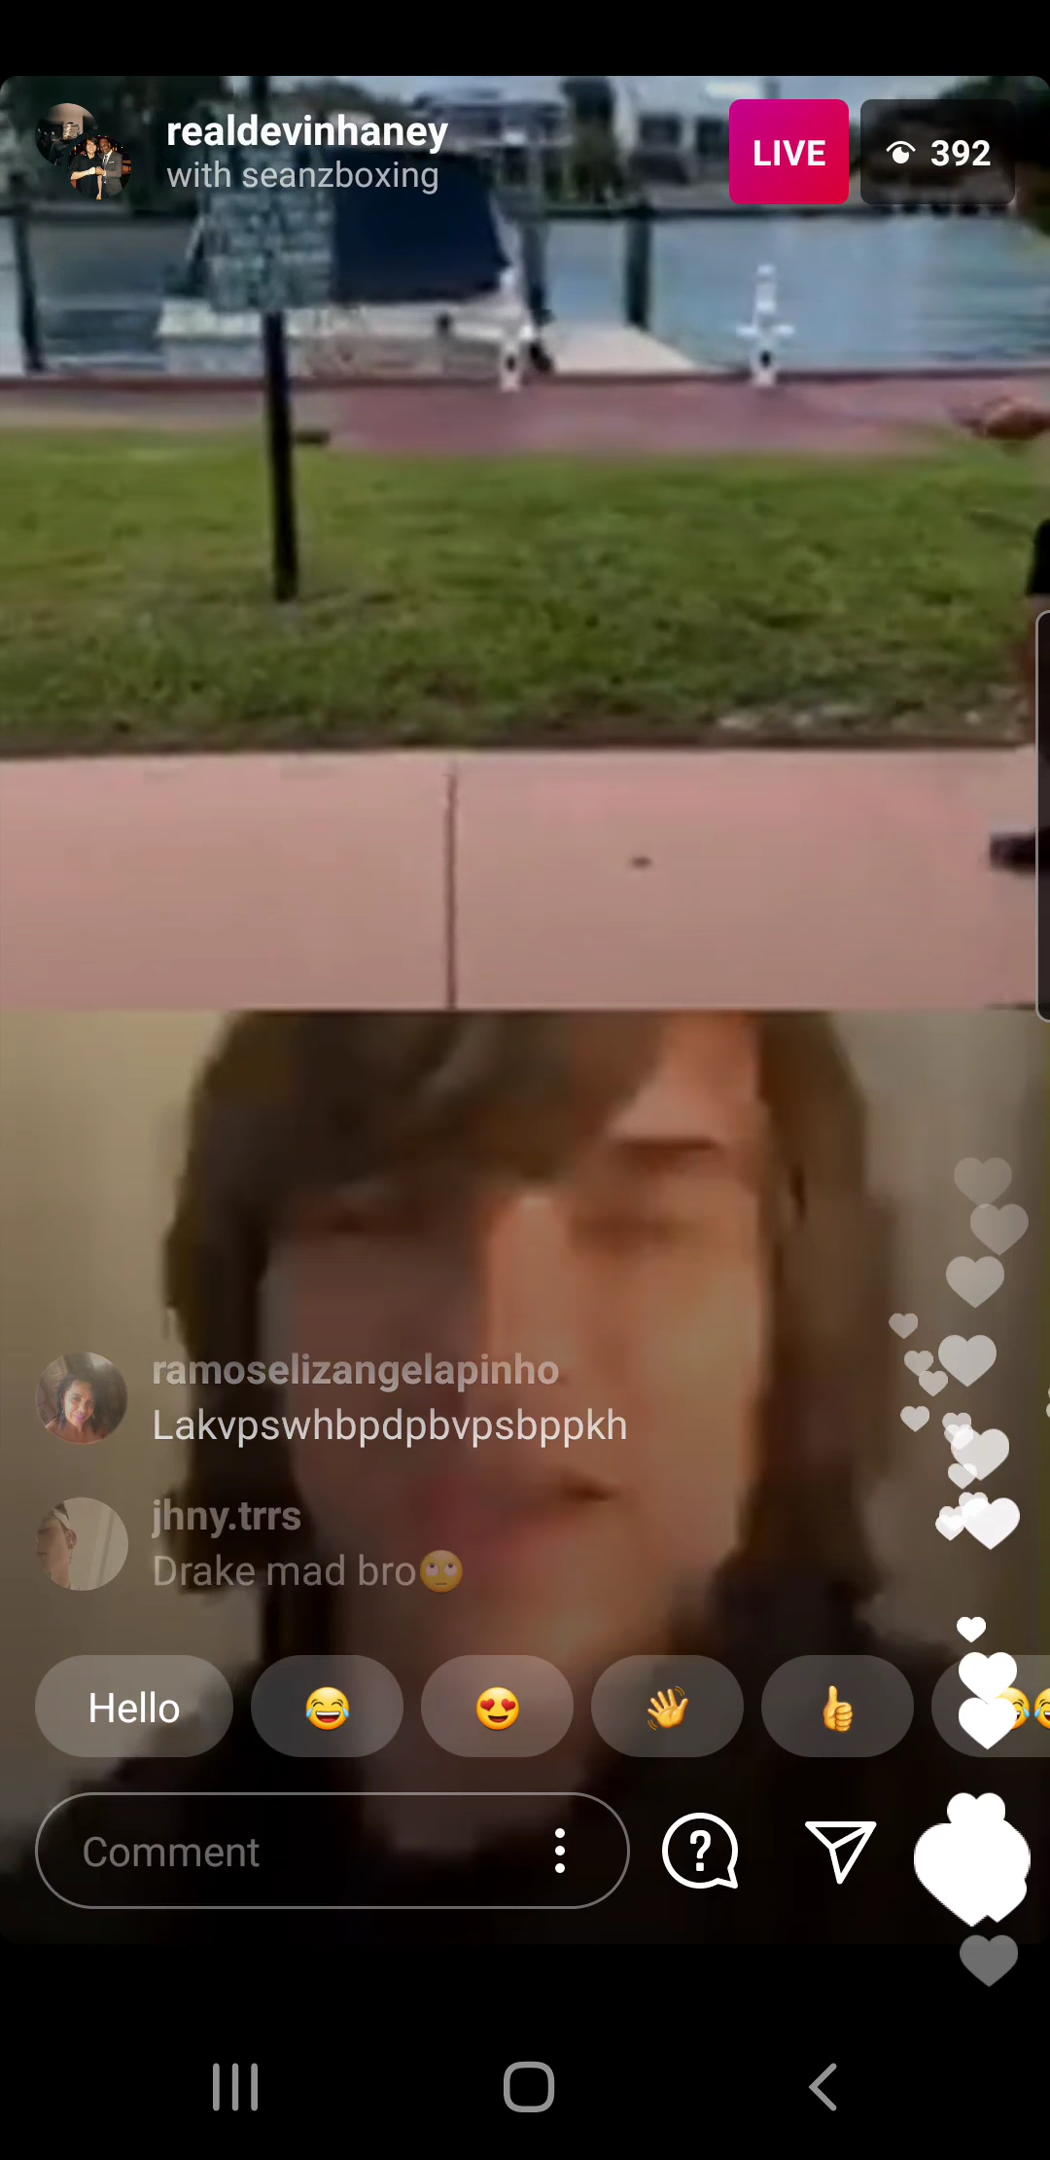 realdevinhaney
with seanzboxing
LIVE
392
ramoselizangelapinho
Lakvpswhbpdpbvpsbppkh
jhny.trrs
Drake mad bro🙄
Hello
Comment